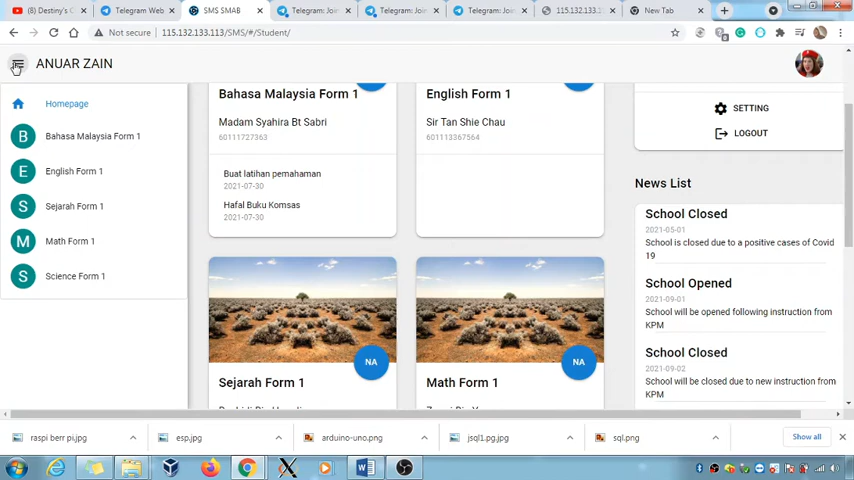 (8) Destiny's C
Telegram Web
SMS SMAB
Telegram: Joi
Telegram: Joi
Telegram: Joi
115.132.133.
New Tab
Not secure | 115.132.133.113/SMS/#/Student/
ANUAR ZAIN
Homepage
B Bahasa Malaysia Form 1
E English Form 1
S Sejarah Form 1
M Math Form 1
S Science Form 1
Bahasa Malaysia Form 1
Madam Syahira Bt Sabri
60111727363
Buat latihan pemahaman
2021-07-30
Hafal Buku Komsas
2021-07-30
English Form 1
Sir Tan Shie Chau
601113367564
NA
Sejarah Form 1
NA
Math Form 1
SETTING
LOGOUT
News List
School Closed
2021-05-01
School is closed due to a positive cases of Covid
19
School Opened
2021-09-01
School will be opened following instruction from
KPM
School Closed
2021-09-02
School will be closed due to new instruction from
KPM
raspi berr pi.jpg
esp.jpg
arduino-uno.png
jsql1.pg.jpg
sql.png
Show all